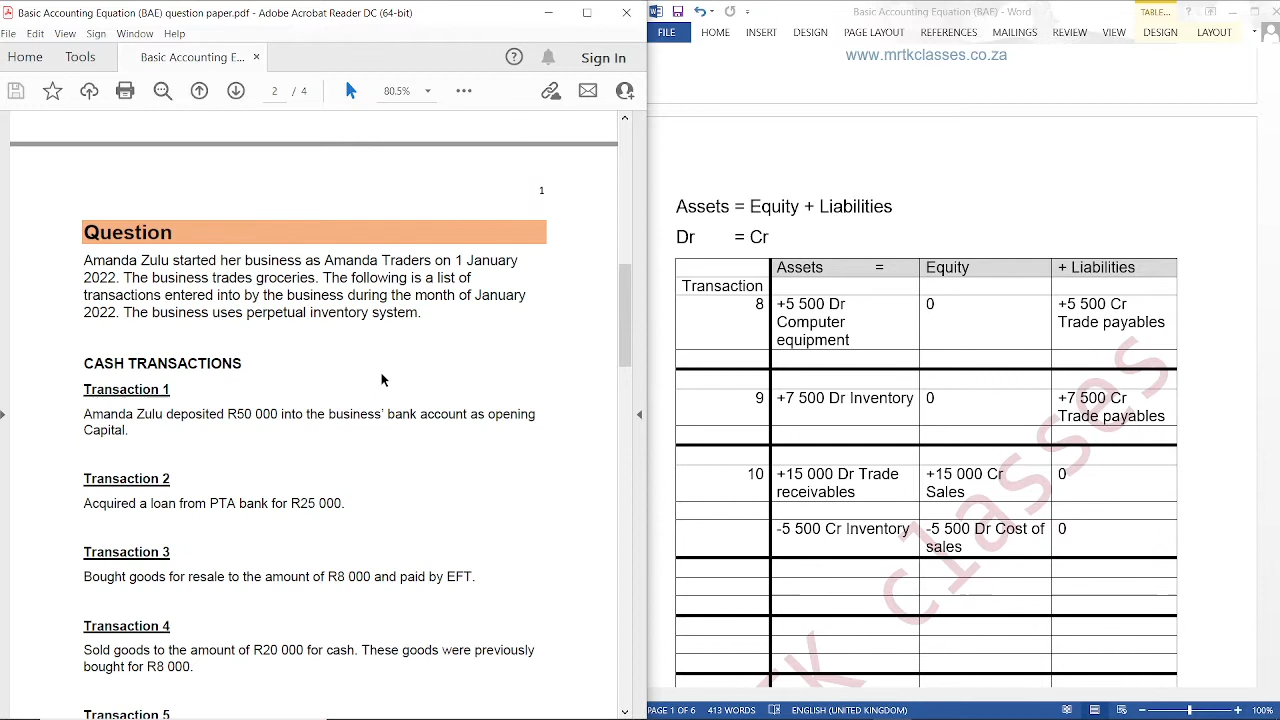 Basic Accounting Equation (BAE) question paper.pdf - Adobe Acrobat Reader DC (64-bit)
File Edit View Sign Window Help
Home Tools Basic Accounting E... × Sign In
2 / 4 80.5%
1
Question
Amanda Zulu started her business as Amanda Traders on 1 January
2022. The business trades groceries. The following is a list of
transactions entered into by the business during the month of January
2022. The business uses perpetual inventory system.
CASH TRANSACTIONS
Transaction 1
Amanda Zulu deposited R50 000 into the business' bank account as opening
Capital.
Transaction 2
Acquired a loan from PTA bank for R25 000.
Transaction 3
Bought goods for resale to the amount of R8 000 and paid by EFT.
Transaction 4
Sold goods to the amount of R20 000 for cash. These goods were previously
bought for R8 000.
Transaction 5
Basic Accounting Equation (BAE) - Word
TABLE...
FILE HOME INSERT DESIGN PAGE LAYOUT REFERENCES MAILINGS REVIEW VIEW DESIGN LAYOUT
www.mrtkclasses.co.za
Assets = Equity + Liabilities
Dr = Cr
Assets = Equity + Liabilities
Transaction
8 +5 500 Dr 0 +5 500 Cr
Computer Trade payables
equipment
9 +7 500 Dr Inventory 0 +7 500 Cr
Trade payables
10 +15 000 Dr Trade +15 000 Cr 0
receivables Sales
-5 500 Cr Inventory -5 500 Dr Cost of 0
sales
TK classes
PAGE 1 OF 6 413 WORDS ENGLISH (UNITED KINGDOM) 100%